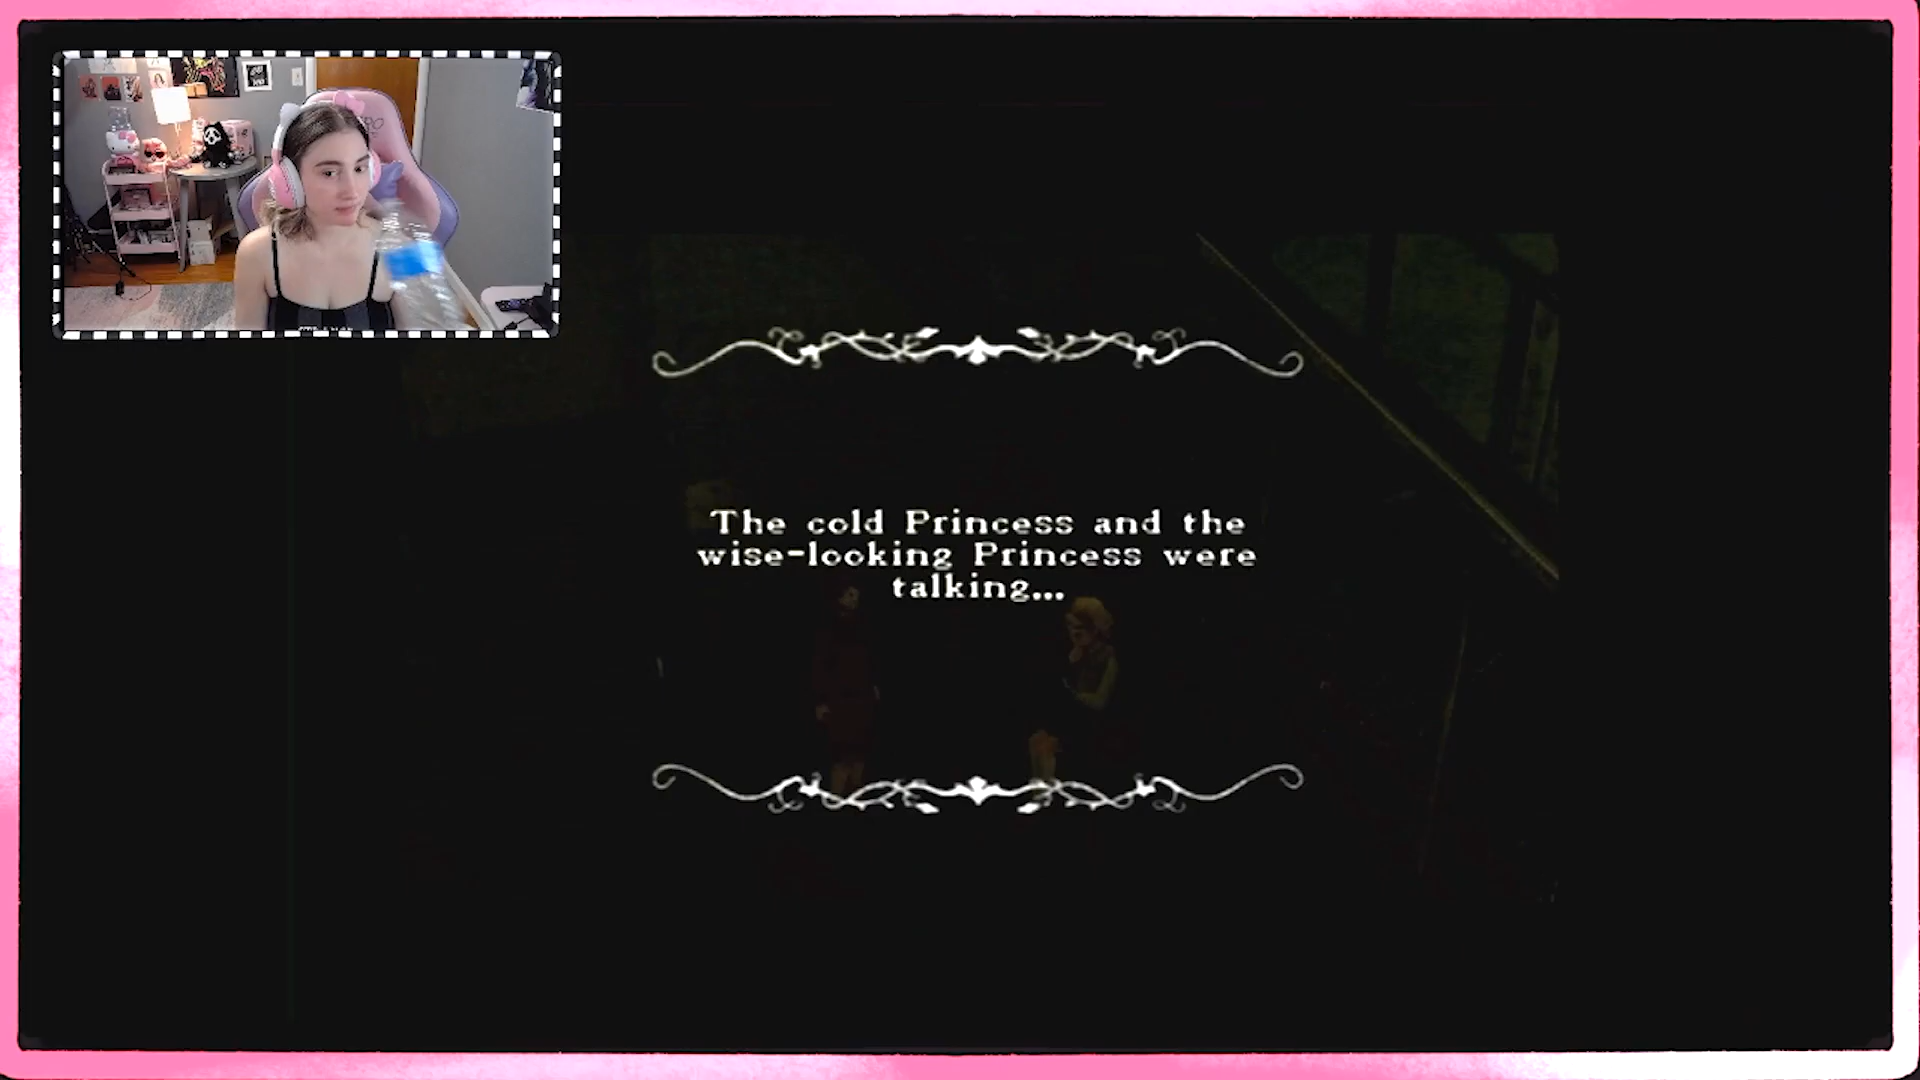 The cold Princess and the
wise-looking Princess were
talking...